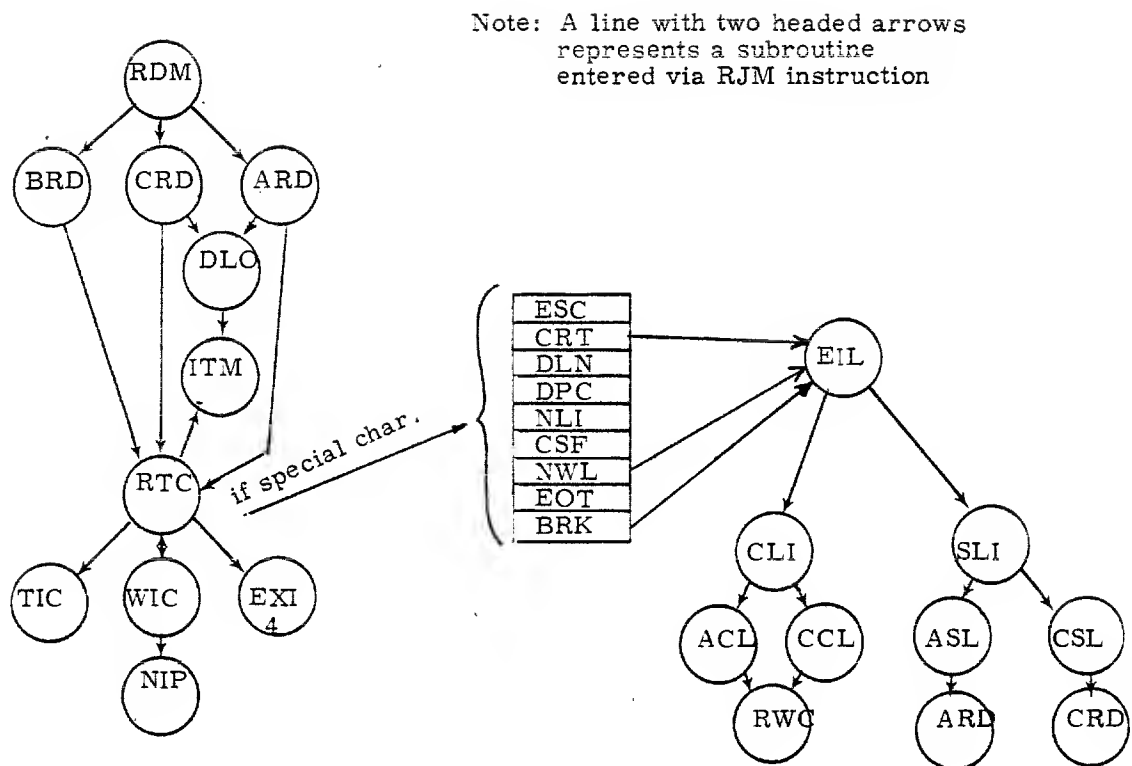 Note: A line with two headed arrows
represents a subroutine
entered via RJM instruction
RDM
BRD CRD ARD
DLO
ITM
RTC
if special char.
TIC WIC EXI
4
NIP
ESC
CRT
DLN
DPC
NLI
CSF
NWL
EOT
BRK
EIL
CLI SLI
ACL CCL ASL CSL
RWC ARD CRD